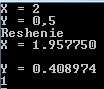 X = 2
Y = 0,5
Reshenie
X = 1.957750
Y = 0.408974
1